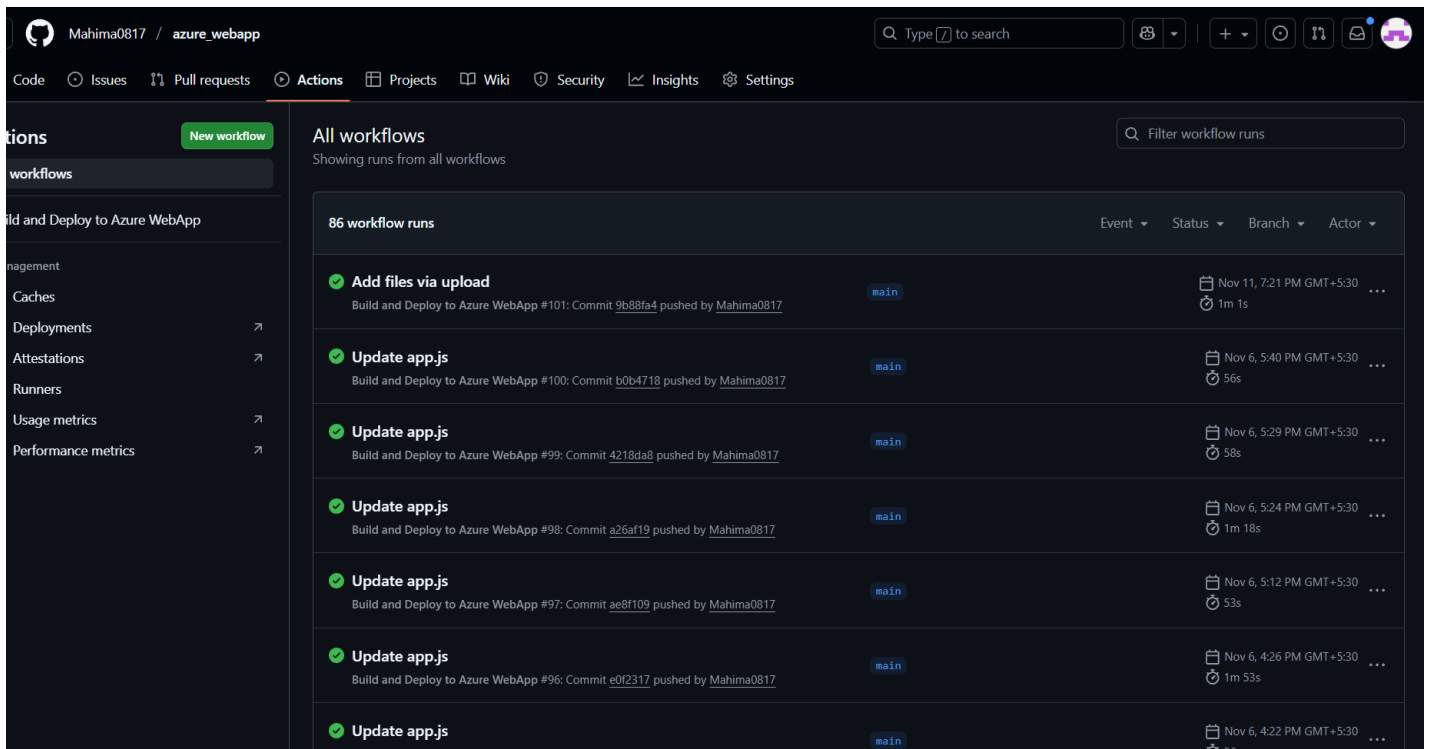 Mahima0817 / azure_webapp
Type / to search
Code Issues Pull requests Actions Projects Wiki Security Insights Settings
tions
New workflow
workflows
ild and Deploy to Azure WebApp
nagement
Caches
Deployments
Attestations
Runners
Usage metrics
Performance metrics
All workflows
Showing runs from all workflows
Filter workflow runs
86 workflow runs
Event Status Branch Actor
Add files via upload
Build and Deploy to Azure WebApp #101: Commit 9b88fa4 pushed by Mahima0817
main
Nov 11, 7:21 PM GMT+5:30
1m 1s
Update app.js
Build and Deploy to Azure WebApp #100: Commit b0b4718 pushed by Mahima0817
main
Nov 6, 5:40 PM GMT+5:30
56s
Update app.js
Build and Deploy to Azure WebApp #99: Commit 4218da8 pushed by Mahima0817
main
Nov 6, 5:29 PM GMT+5:30
58s
Update app.js
Build and Deploy to Azure WebApp #98: Commit a26af19 pushed by Mahima0817
main
Nov 6, 5:24 PM GMT+5:30
1m 18s
Update app.js
Build and Deploy to Azure WebApp #97: Commit ae8f109 pushed by Mahima0817
main
Nov 6, 5:12 PM GMT+5:30
53s
Update app.js
Build and Deploy to Azure WebApp #96: Commit e0f2317 pushed by Mahima0817
main
Nov 6, 4:26 PM GMT+5:30
1m 53s
Update app.js
main
Nov 6, 4:22 PM GMT+5:30